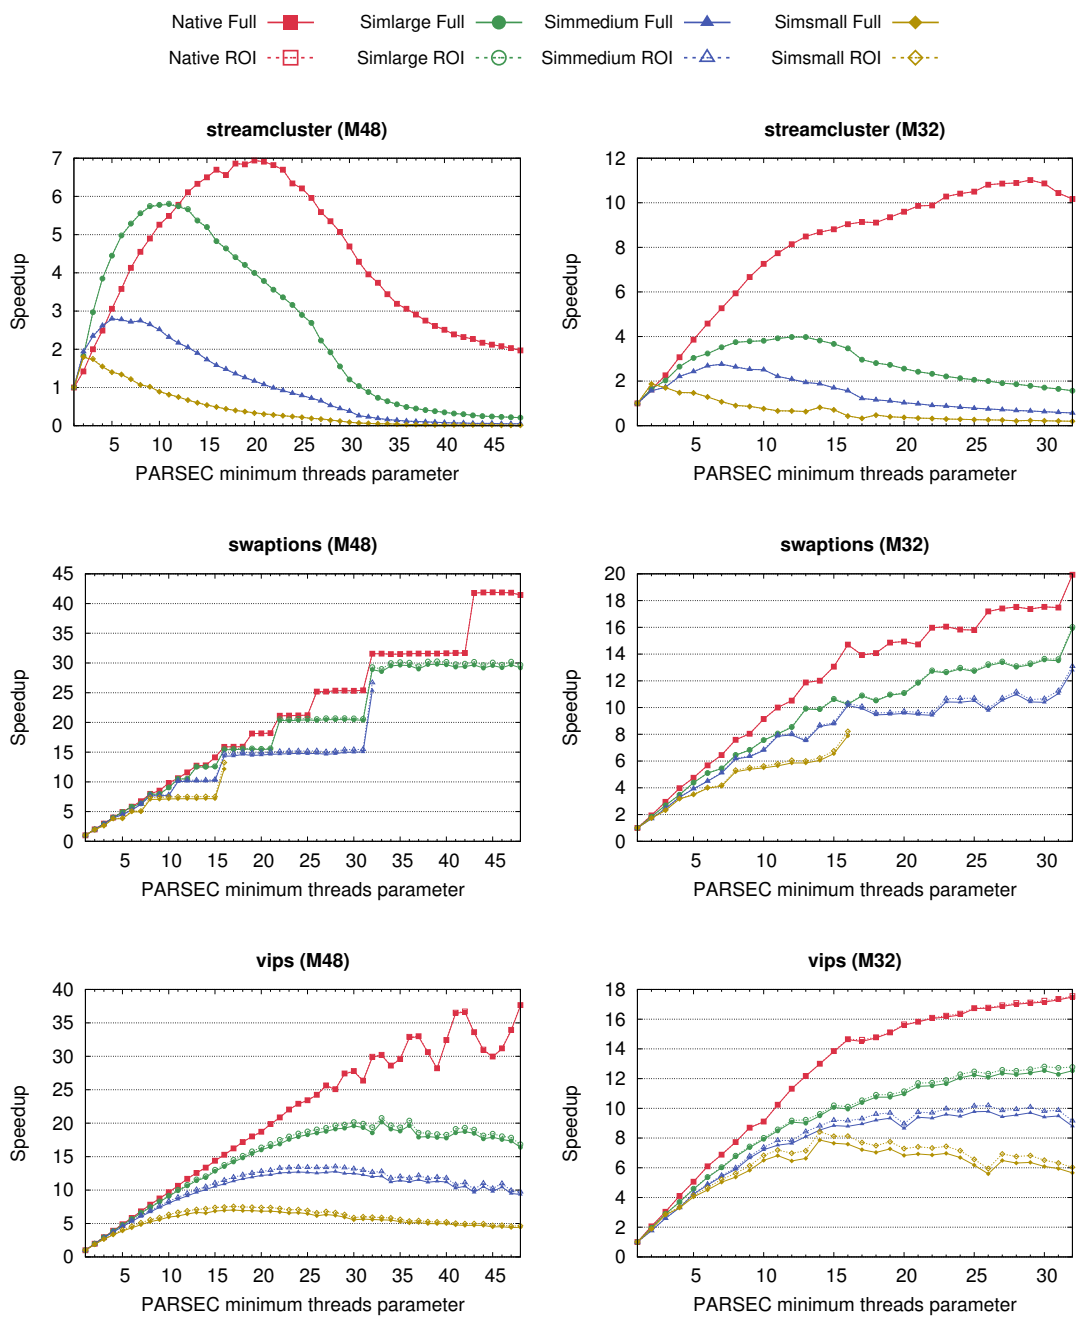 Native Full Simlarge Full Simmedium Full Simsmall Full
Native ROI Simlarge ROI Simmedium ROI Simsmall ROI
streamcluster (M48)
7
6
5
4
3
2
1
0
Speedup
5 10 15 20 25 30 35 40 45
PARSEC minimum threads parameter
streamcluster (M32)
12
10
8
6
4
2
0
Speedup
5 10 15 20 25 30
PARSEC minimum threads parameter
swaptions (M48)
45
40
35
30
25
20
15
10
5
0
Speedup
5 10 15 20 25 30 35 40 45
PARSEC minimum threads parameter
swaptions (M32)
20
18
16
14
12
10
8
6
4
2
0
Speedup
5 10 15 20 25 30
PARSEC minimum threads parameter
vips (M48)
40
35
30
25
20
15
10
5
0
Speedup
5 10 15 20 25 30 35 40 45
PARSEC minimum threads parameter
vips (M32)
18
16
14
12
10
8
6
4
2
0
Speedup
5 10 15 20 25 30
PARSEC minimum threads parameter